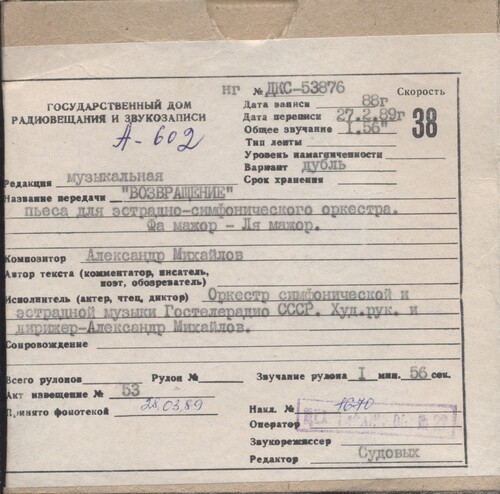 нг № ДКС-53876 Скорость
ГОСУДАРСТВЕННЫЙ ДОМ Дата записи 88г
РАДИОВЕЩАНИЯ И ЗВУКОЗАПИСИ Дата переписи 27.2.89г 38
А-602 Общее звучание 1.56"
Тип ленты
Уровень намагниченности
Редакция музыкальная Вариант дубль
Срок хранения
Название передачи "ВОЗВРАЩЕНИЕ"
пьеса для эстрадно-симфонического оркестра.
Фа мажор - Ля мажор.
Композитор Александр Михайлов
Автор текста (комментатор, писатель,
поэт, обозреватель)
Исполнитель (актер, чтец, диктор) Оркестр симфонической и
эстрадной музыки Гостелерадио СССР. Худ.рук. и
дирижер-Александр Михайлов.
Сопровождение
Всего рулонов Рулон № Звучание рулона I мин. 56 сек.
Акт извещение № 53
Принято фонотекой 28.03.89 Накл. № 1670
Оператор
Звукорежиссер
Редактор Судовых